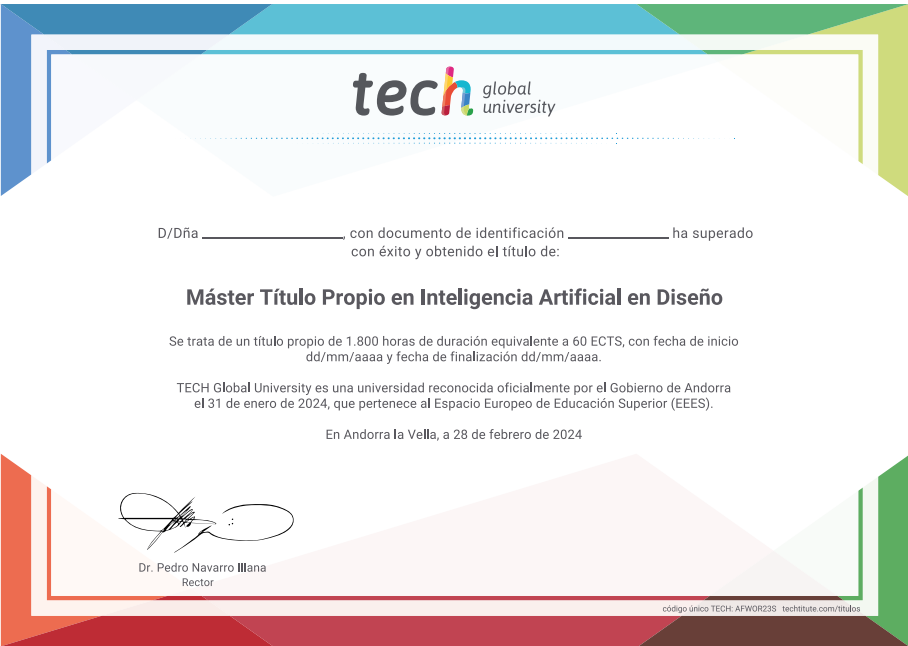 tech global university
D/Dña ______________, con documento de identificación __________ ha superado
con éxito y obtenido el título de:
Máster Título Propio en Inteligencia Artificial en Diseño
Se trata de un título propio de 1.800 horas de duración equivalente a 60 ECTS, con fecha de inicio
dd/mm/aaaa y fecha de finalización dd/mm/aaaa.
TECH Global University es una universidad reconocida oficialmente por el Gobierno de Andorra
el 31 de enero de 2024, que pertenece al Espacio Europeo de Educación Superior (EEES).
En Andorra la Vella, a 28 de febrero de 2024
Dr. Pedro Navarro Illana
Rector
código único TECH: AFWOR23S techtitute.com/titulos